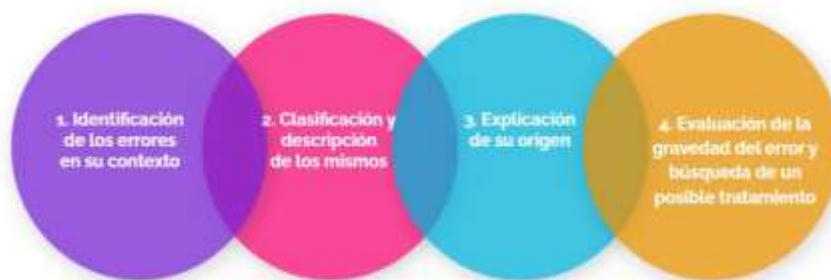 1. Identificación
de los errores
en su contexto
2. Clasificación y
descripción
de los mismos
3. Explicación
de su origen
4. Evaluación de la
gravedad del error y
búsqueda de un
posible tratamiento